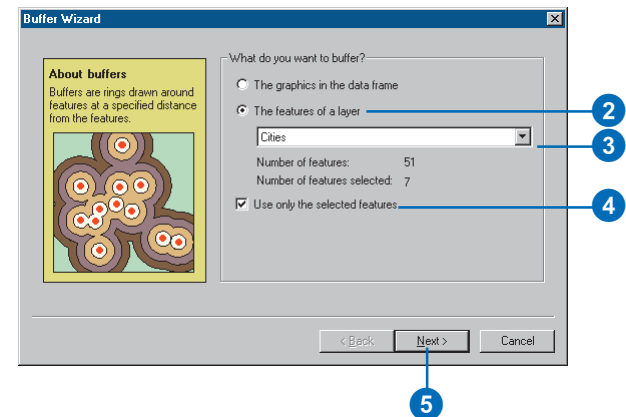 Buffer Wizard
About buffers
Buffers are rings drawn around
features at a specified distance
from the features.
What do you want to buffer?
The graphics in the data frame
The features of a layer
2
Cities
3
Number of features: 51
Number of features selected: 7
Use only the selected features
4
< Back
Next >
Cancel
5